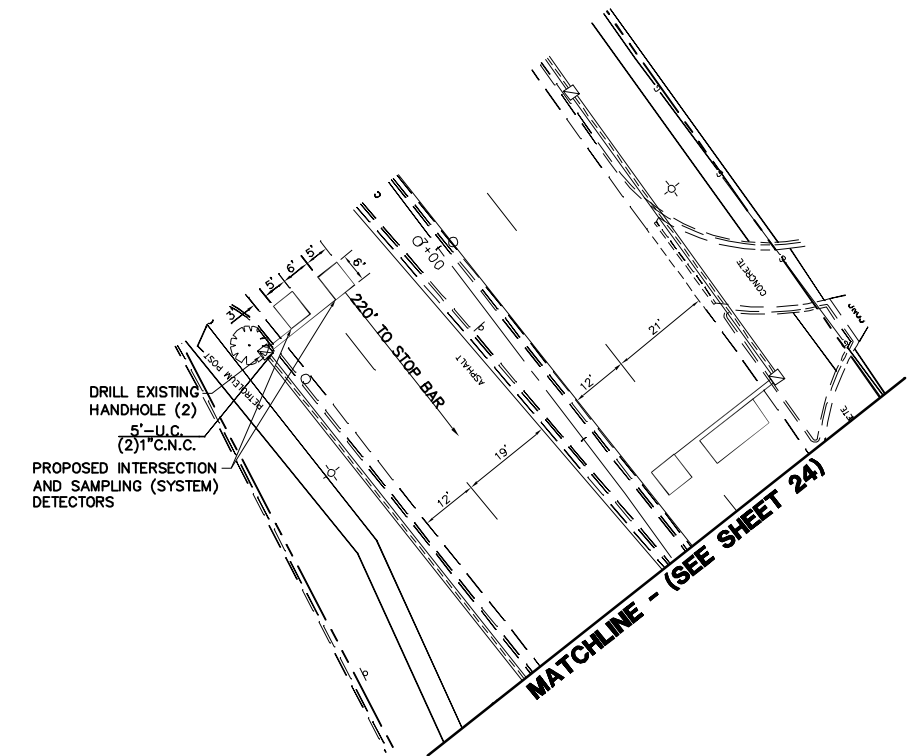 3'
5'
6'
5'
6'
7+00
CONCRETE
220' TO STOP BAR
ASPHALT
PETROLEUM POST
21'
12'
DRILL EXISTING
HANDHOLE (2)
5'-U.C.
(2)1"C.N.C.
PROPOSED INTERSECTION
AND SAMPLING (SYSTEM)
DETECTORS
19'
12'
MATCHLINE - (SEE SHEET 24)